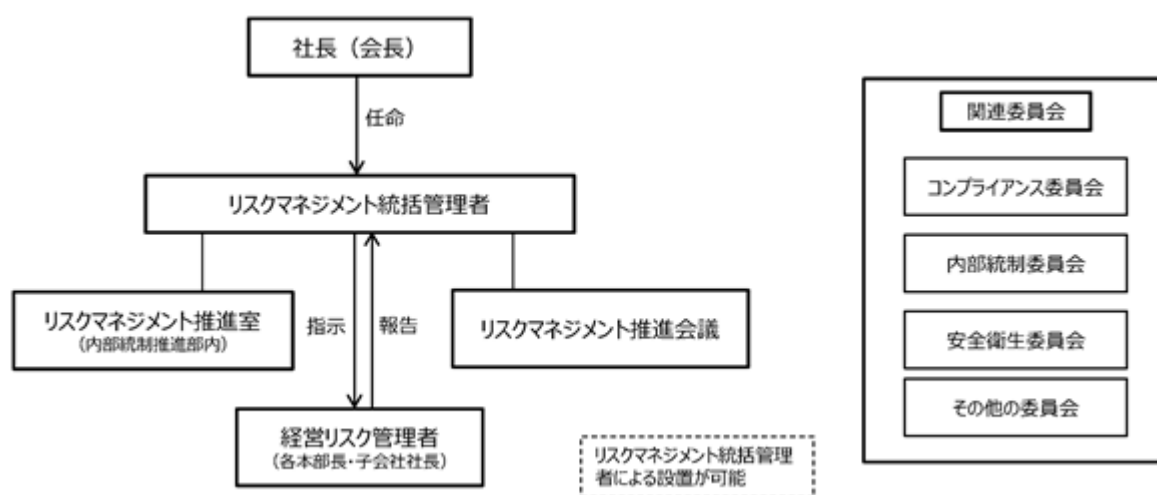 社長（会長）
任命
リスクマネジメント統括管理者
リスクマネジメント推進室
（内部統制推進部内）
指示
報告
リスクマネジメント推進会議
経営リスク管理者
（各本部長・子会社社長）
リスクマネジメント統括管理
者による設置が可能
関連委員会
コンプライアンス委員会
内部統制委員会
安全衛生委員会
その他の委員会